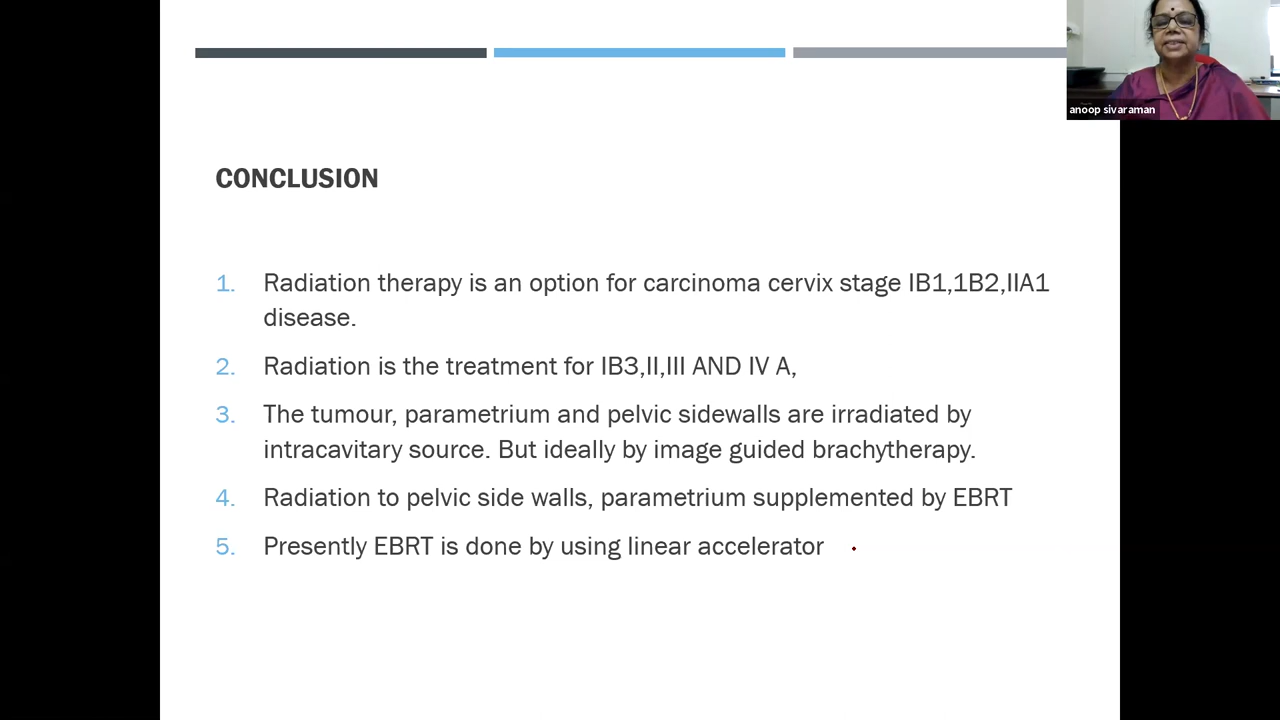 anoop sivaraman
CONCLUSION
1. Radiation therapy is an option for carcinoma cervix stage IB1,1B2,IIA1
disease.
2. Radiation is the treatment for IB3,II,III AND IV A,
3. The tumour, parametrium and pelvic sidewalls are irradiated by
intracavitary source. But ideally by image guided brachytherapy.
4. Radiation to pelvic side walls, parametrium supplemented by EBRT
5. Presently EBRT is done by using linear accelerator